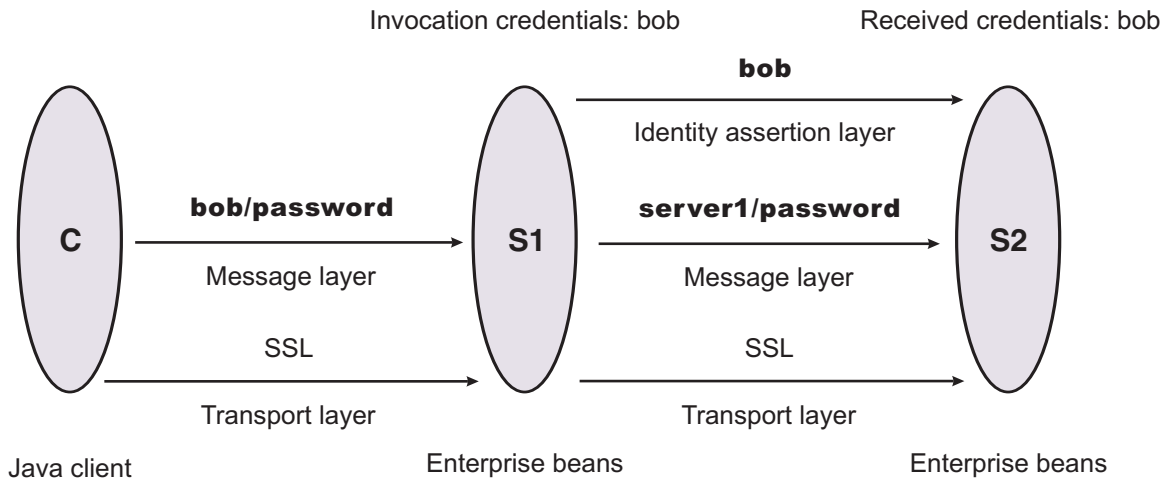 Invocation credentials: bob
Received credentials: bob
bob
Identity assertion layer
bob/password
server1/password
C
S1
S2
Message layer
Message layer
SSL
SSL
Transport layer
Transport layer
Java client
Enterprise beans
Enterprise beans